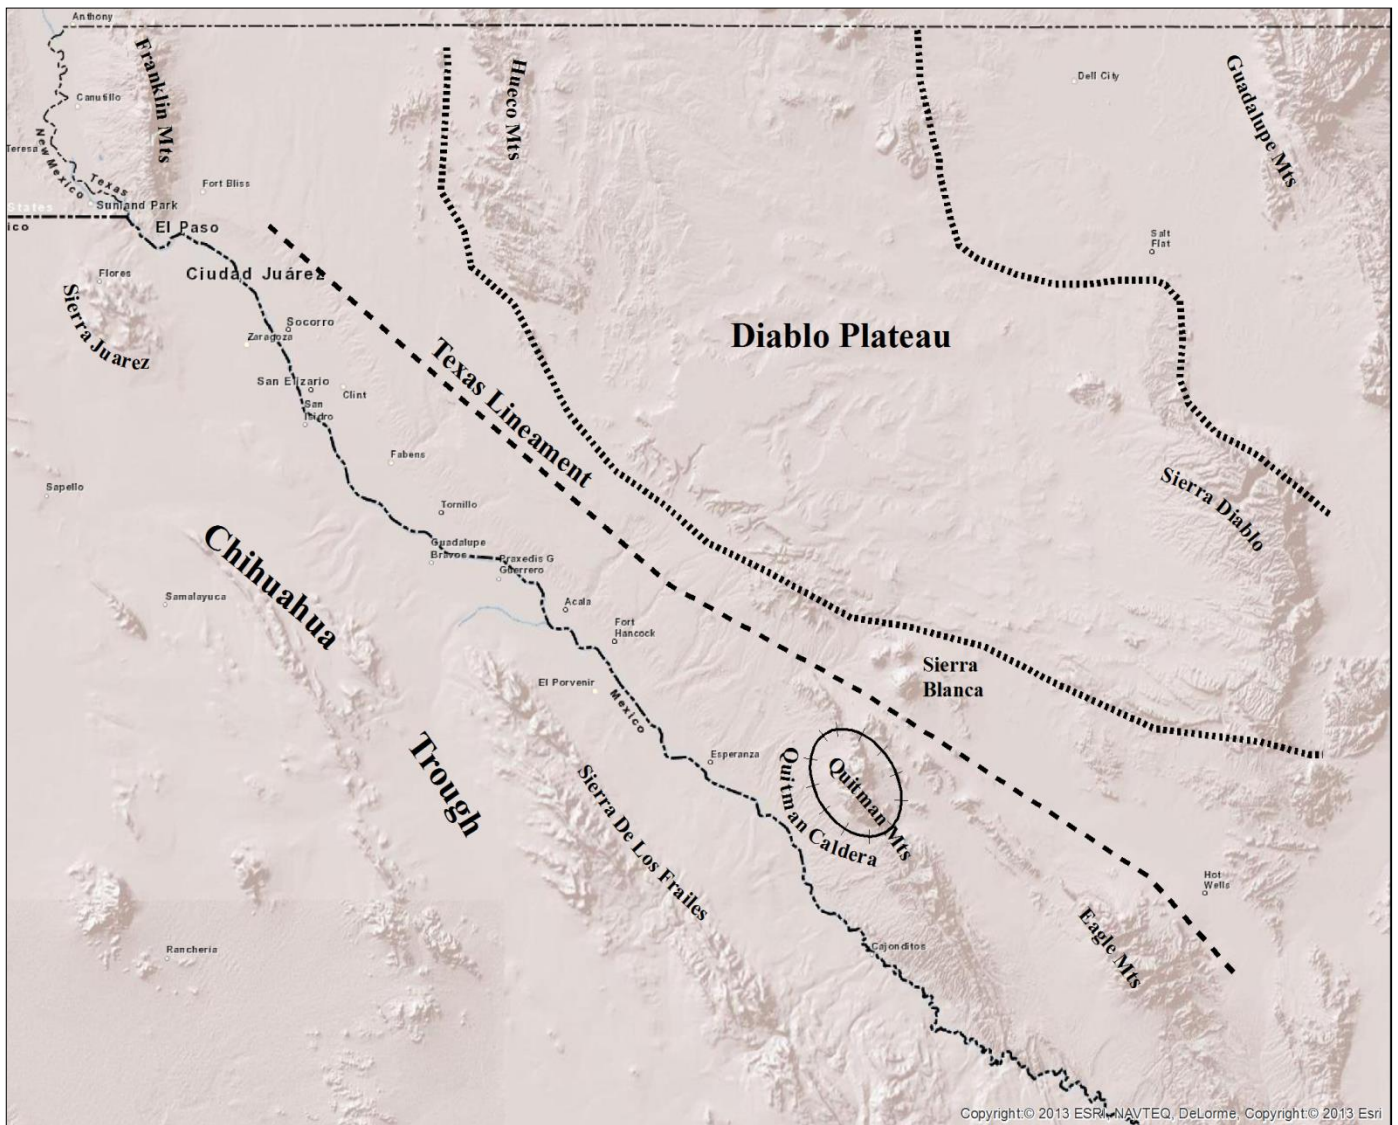 Anthony
Franklin Mts
Hueco Mts
Guadalupe Mts
Dell City
Canutillo
Teresa
New Mexico
Texas
Fort Bliss
States
Sunland Park
ico
El Paso
Salt
Flat
Flores
Ciudad Juárez
Sierra Juarez
Socorro
Zaragoza
Diablo Plateau
Texas Lineament
San Elizario
Clint
San
Isidro
Fabens
Sapello
Tornillo
Sierra Diablo
Chihuahua
Trough
Guadalupe
Bravos
Praxedis G
Guerrero
Samalayuca
Acala
Fort
Hancock
Sierra
Blanca
El Porvenir
Mexico
Esperanza
Quitman Mts
Quitman Caldera
Sierra De Los Frailes
Hot
Wells
Eagle Mts
Rancheria
Cajonditos
Copyright:© 2013 ESRI, NAVTEQ, DeLorme, Copyright:© 2013 Esri